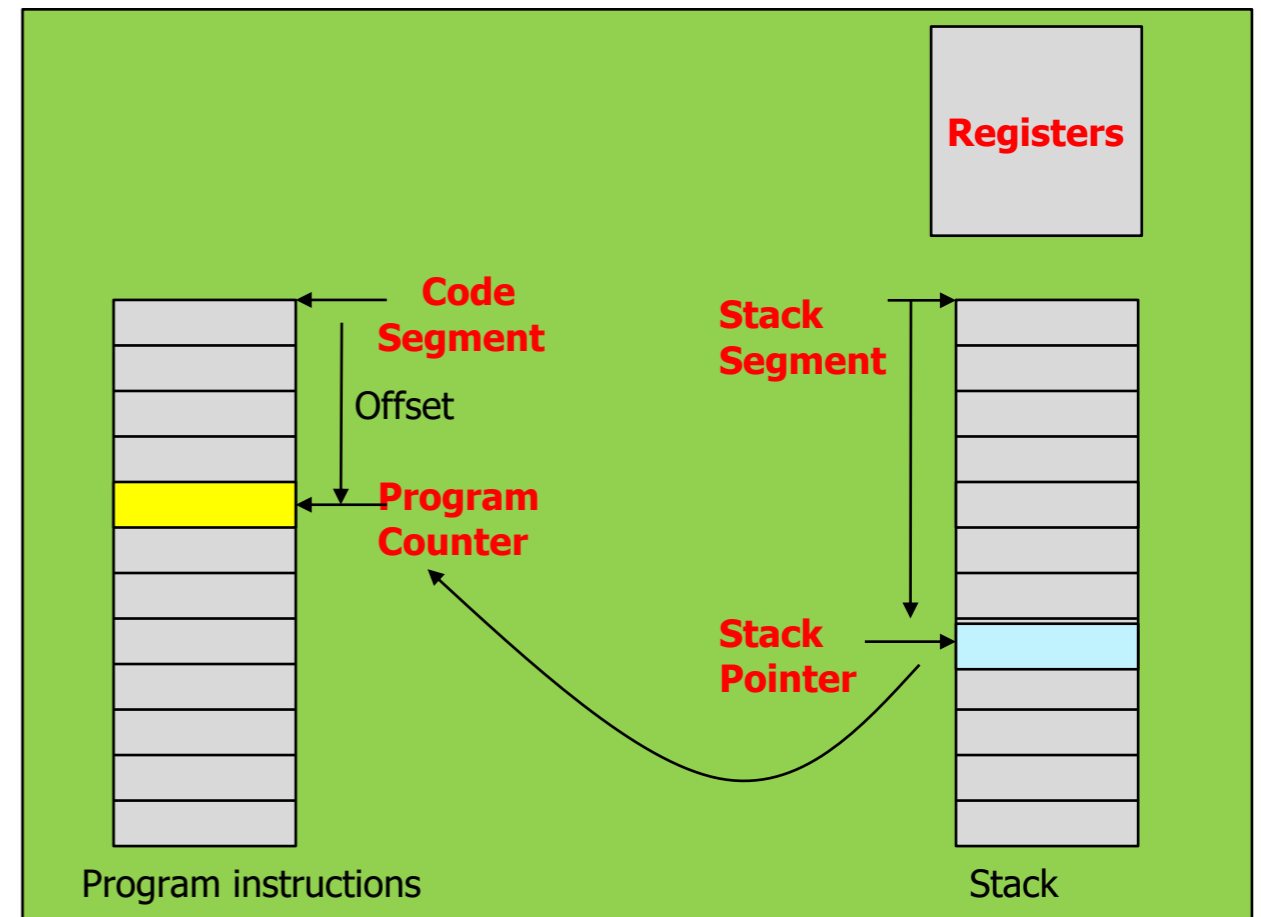 Registers
Code
Segment
Stack
Segment
Offset
Program
Counter
Stack
Pointer
Program instructions
Stack